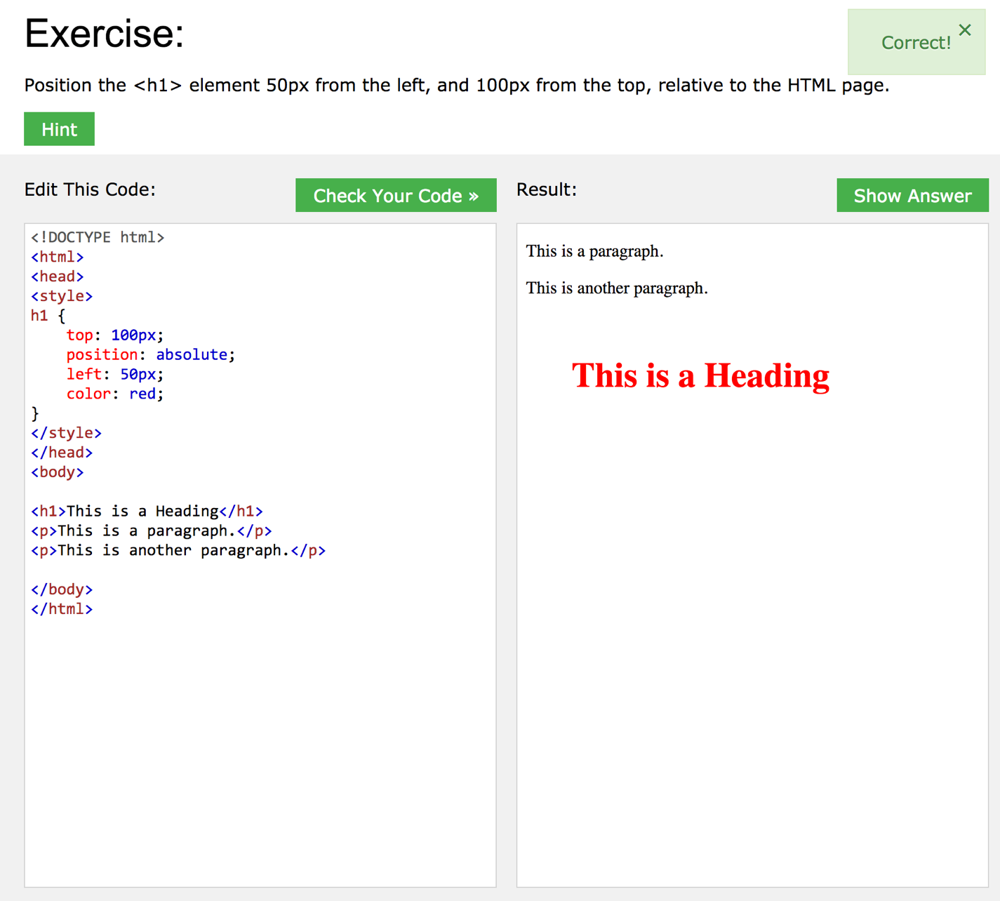 Exercise:
Correct! ×
Position the <h1> element 50px from the left, and 100px from the top, relative to the HTML page.
Hint
Edit This Code:
Check Your Code »
<!DOCTYPE html>
<html>
<head>
<style>
h1 {
    top: 100px;
    position: absolute;
    left: 50px;
    color: red;
}
</style>
</head>
<body>
<h1>This is a Heading</h1>
<p>This is a paragraph.</p>
<p>This is another paragraph.</p>
</body>
</html>
Result:
Show Answer
This is a paragraph.
This is another paragraph.
This is a Heading